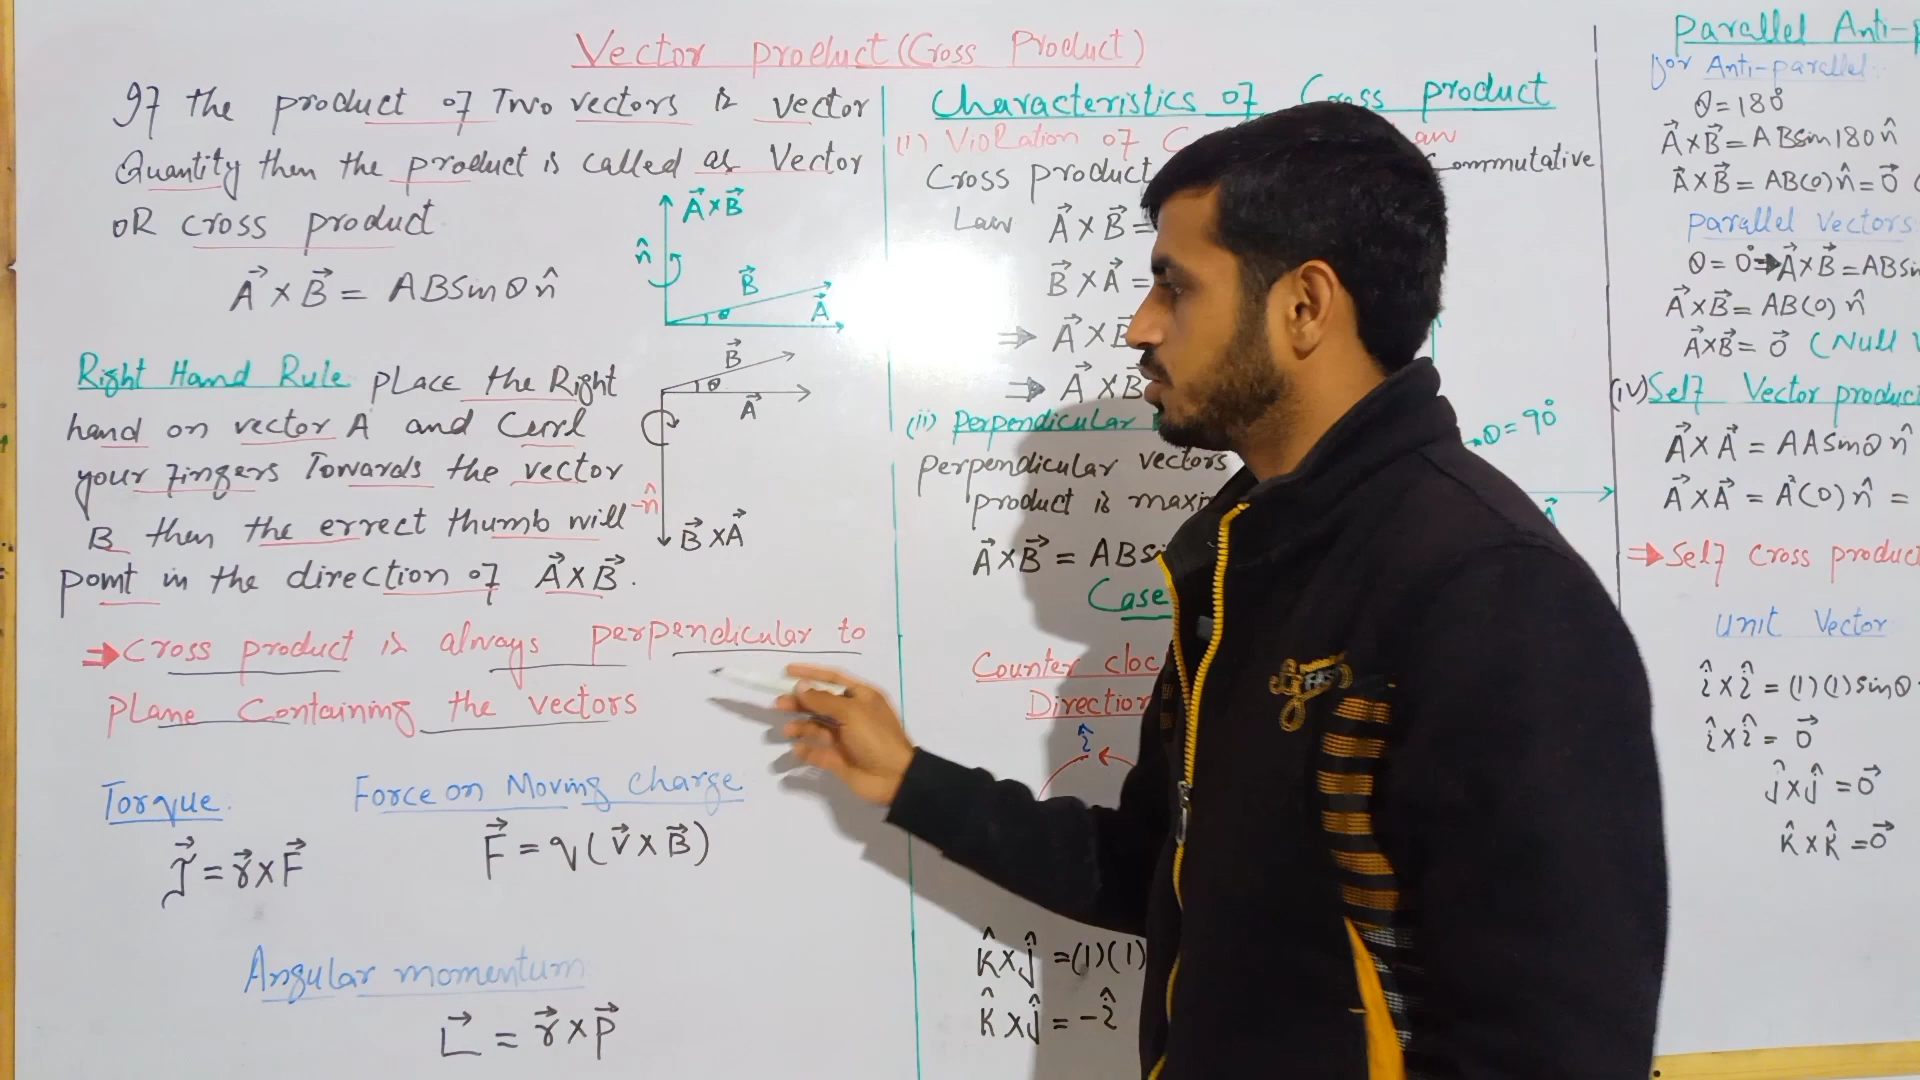 Vector product (Cross Product)
If the product of Two vectors is vector
Quantity then the product is called as Vector
OR cross product
A⃗ × B⃗ = ABSinθ n̂
A⃗×B⃗
n̂
B⃗
θ
A⃗
Right Hand Rule place the Right
hand on vector A and Curl
your fingers Towards the vector
B then the errect thumb will
point in the direction of A⃗×B⃗.
B⃗
θ
A⃗
-n̂
B⃗×A⃗
⇒ Cross product is always perpendicular to
plane Containing the vectors
Torque.
τ⃗ = r⃗×F⃗
Force on Moving charge
F⃗ = q(v⃗×B⃗)
Angular momentum
L⃗ = r⃗×p⃗
Characteristics of Cross product
(i) Violation of
Cross product commutative
Law A⃗ × B⃗ =
B⃗ × A⃗ =
⇒ A⃗ × B
⇒ A⃗ × B
(ii) Perpendicular
perpendicular vectors
product is
A⃗×B⃗ = AB
θ = 90°
A⃗
Case
Counter
Direction
î
k̂×ĵ = (1)(1)
k̂×ĵ = -î
Parallel Anti-
for Anti-parallel
θ = 180°
A⃗×B⃗ = ABsin180 n̂
A⃗×B⃗ = AB(0)n̂ = 0⃗
parallel vectors
θ = 0° ⇒ A⃗×B⃗ = ABSin
A⃗×B⃗ = AB(0) n̂
A⃗×B⃗ = 0⃗ (Null
(iv) Self Vector product
A⃗×A⃗ = AASinθ n̂
A⃗×A⃗ = A²(0) n̂ =
⇒ Self cross product
unit Vector
î×î = (1)(1)sin0
î×î = 0⃗
ĵ×ĵ = 0⃗
k̂×k̂ = 0⃗